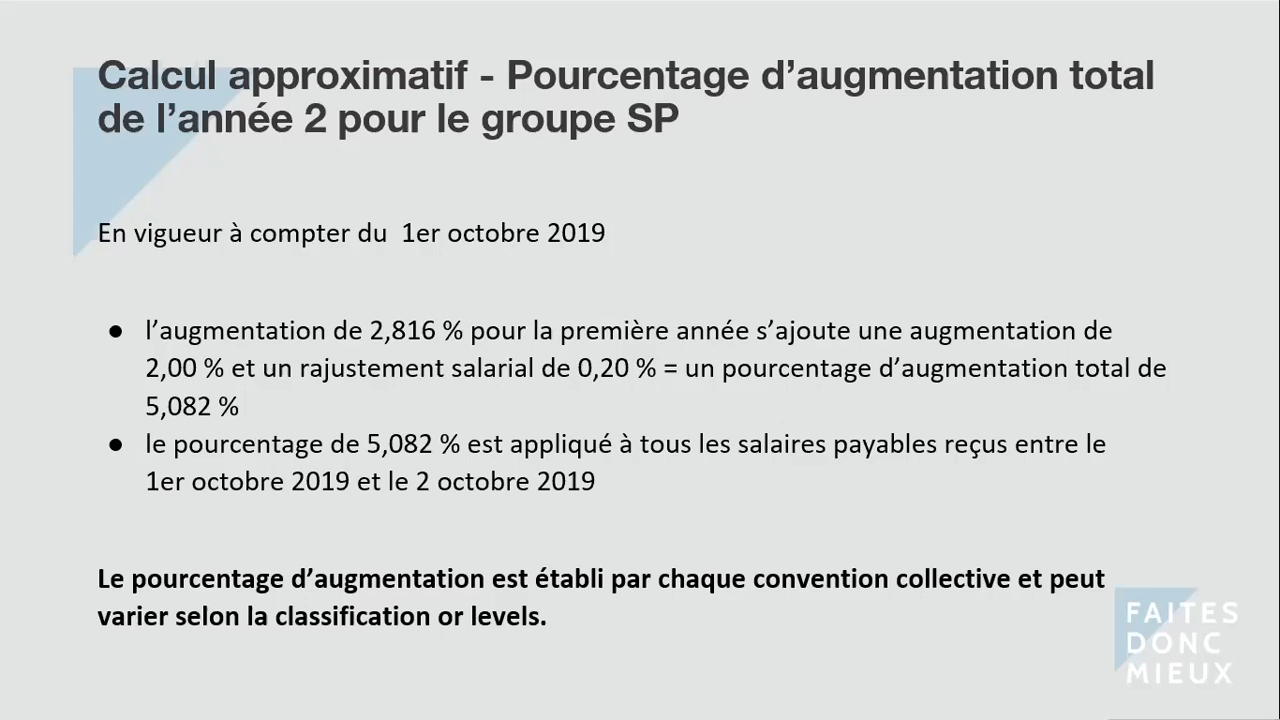 Calcul approximatif - Pourcentage d’augmentation total
de l’année 2 pour le groupe SP
En vigueur à compter du  1er octobre 2019
● l’augmentation de 2,816 % pour la première année s’ajoute une augmentation de
2,00 % et un rajustement salarial de 0,20 % = un pourcentage d’augmentation total de
5,082 %
● le pourcentage de 5,082 % est appliqué à tous les salaires payables reçus entre le
1er octobre 2019 et le 2 octobre 2019
Le pourcentage d’augmentation est établi par chaque convention collective et peut
varier selon la classification or levels.
FAITES
DONC
MIEUX